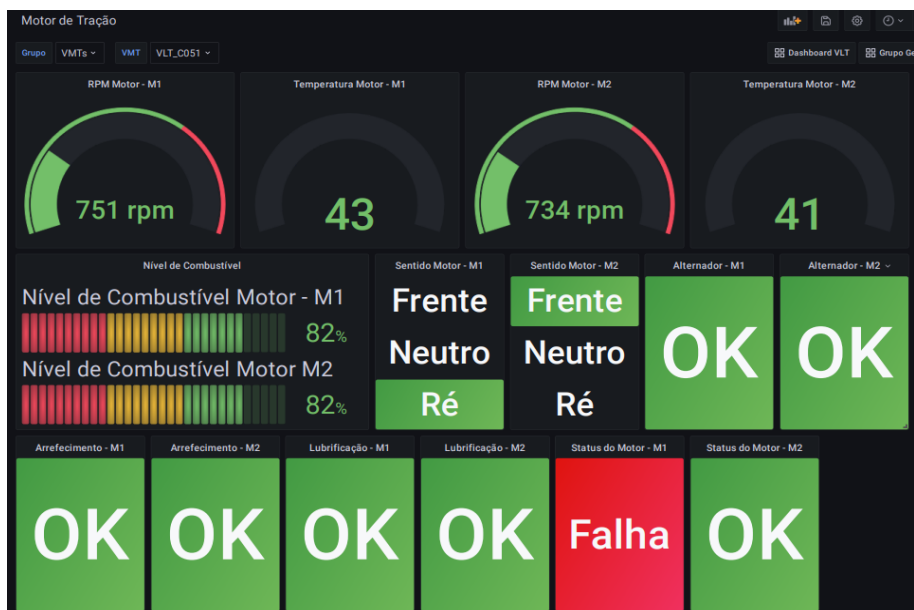 Motor de Tração
Grupo VMTs VMT VLT_C051 Dashboard VLT Grupo Ge
RPM Motor - M1
751 rpm
Temperatura Motor - M1
43
RPM Motor - M2
734 rpm
Temperatura Motor - M2
41
Nível de Combustível
Nível de Combustível Motor - M1
82%
Nível de Combustível Motor M2
82%
Sentido Motor - M1
Frente
Neutro
Ré
Sentido Motor - M2
Frente
Neutro
Ré
Alternador - M1
OK
Alternador - M2
OK
Arrefecimento - M1
OK
Arrefecimento - M2
OK
Lubrificação - M1
OK
Lubrificação - M2
OK
Status do Motor - M1
Falha
Status do Motor - M2
OK